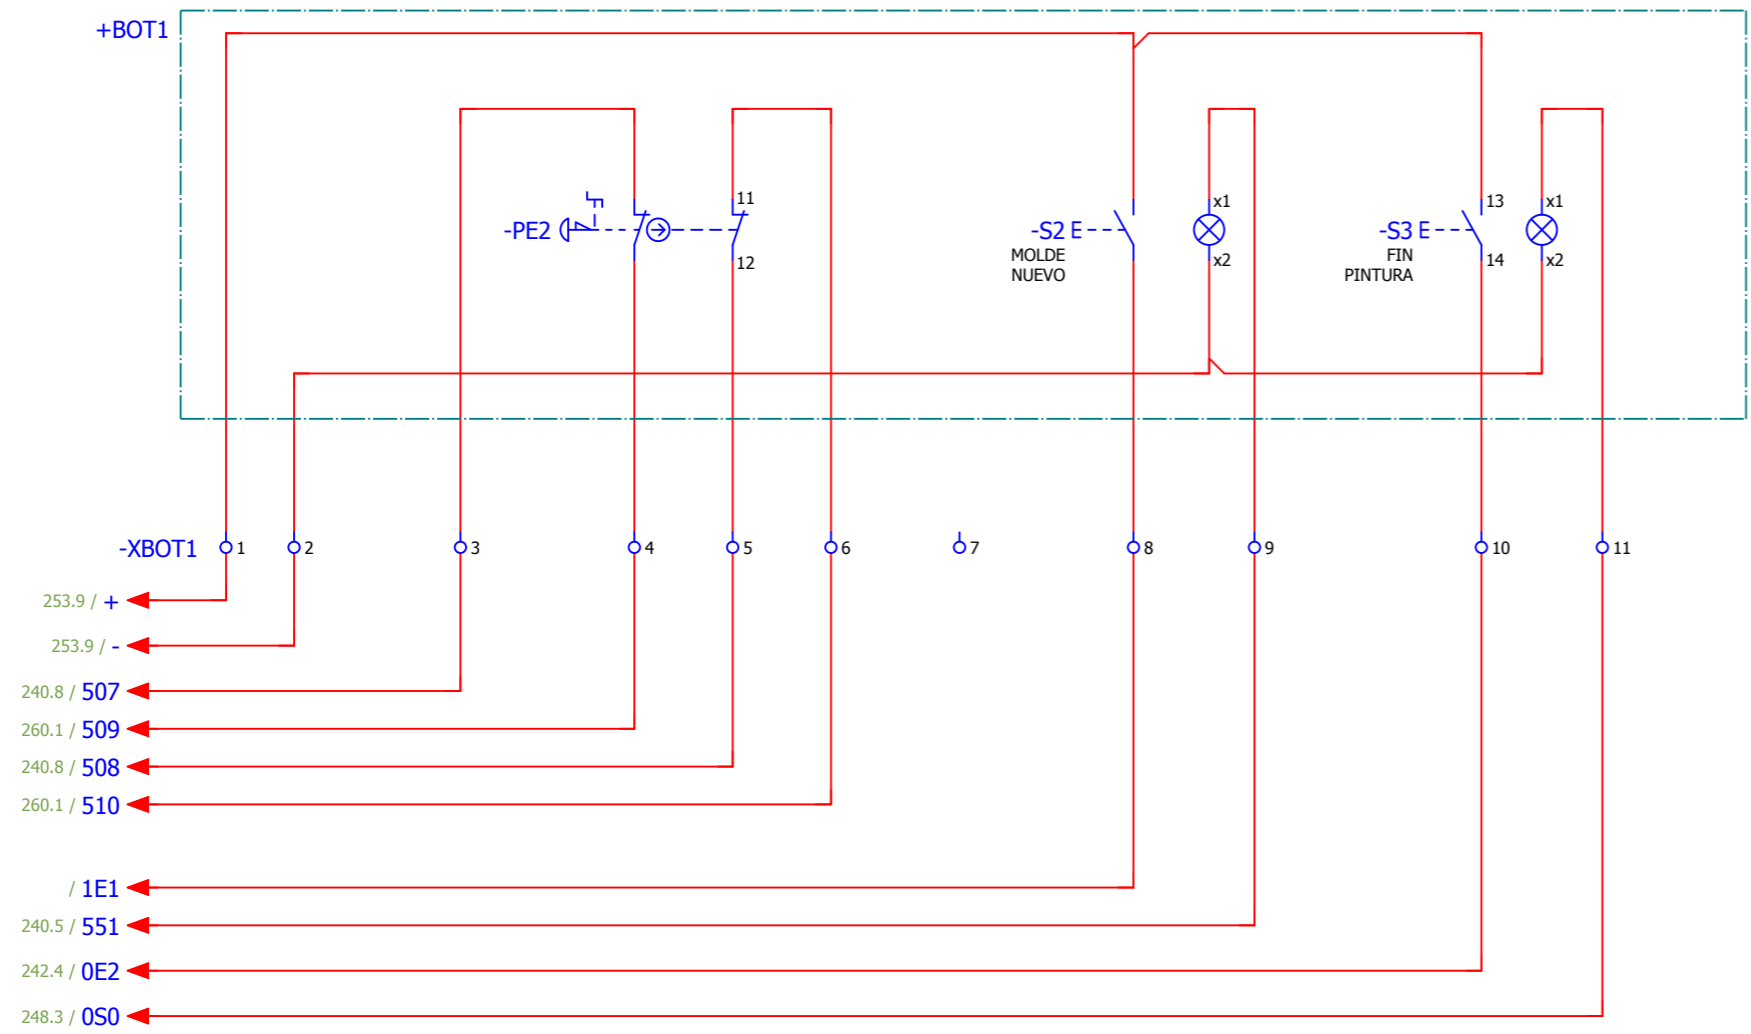 +BOT1
11
-PE2
12
-S2 E
MOLDE
NUEVO
x1
x2
-S3 E
FIN
PINTURA
13
14
x1
x2
-XBOT1
1
2
3
4
5
6
7
8
9
10
11
253.9 / +
253.9 / -
240.8 / 507
260.1 / 509
240.8 / 508
260.1 / 510
/ 1E1
240.5 / 551
242.4 / 0E2
248.3 / 0S0